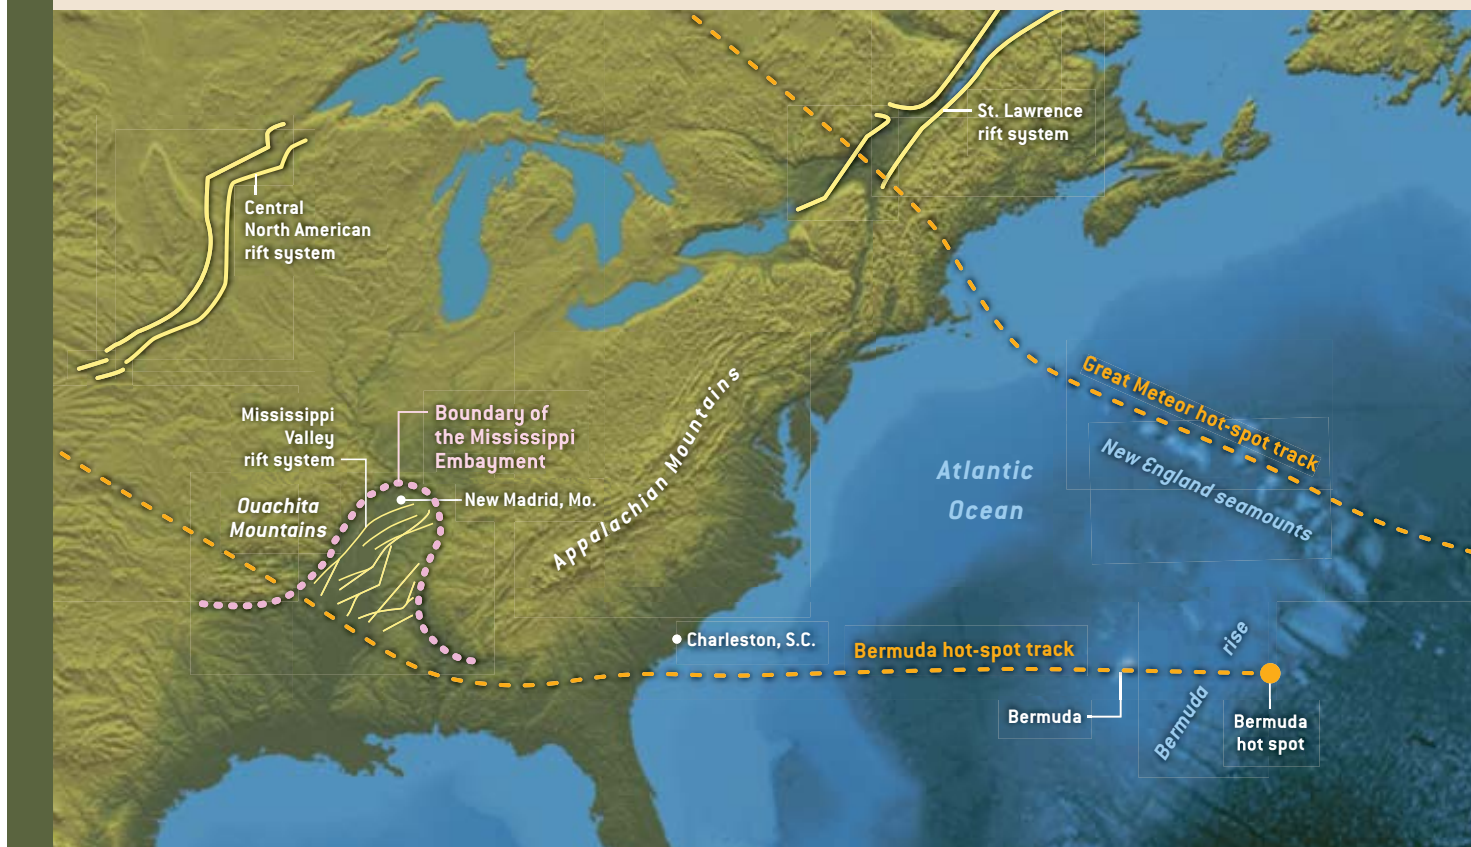 St. Lawrence
rift system
Central
North American
rift system
Great Meteor hot-spot track
New England seamounts
Mississippi
Valley
rift system
Boundary of
the Mississippi
Embayment
Appalachian Mountains
Atlantic
Ocean
Ouachita
Mountains
New Madrid, Mo.
Charleston, S.C.
Bermuda hot-spot track
Bermuda rise
Bermuda
Bermuda
hot spot